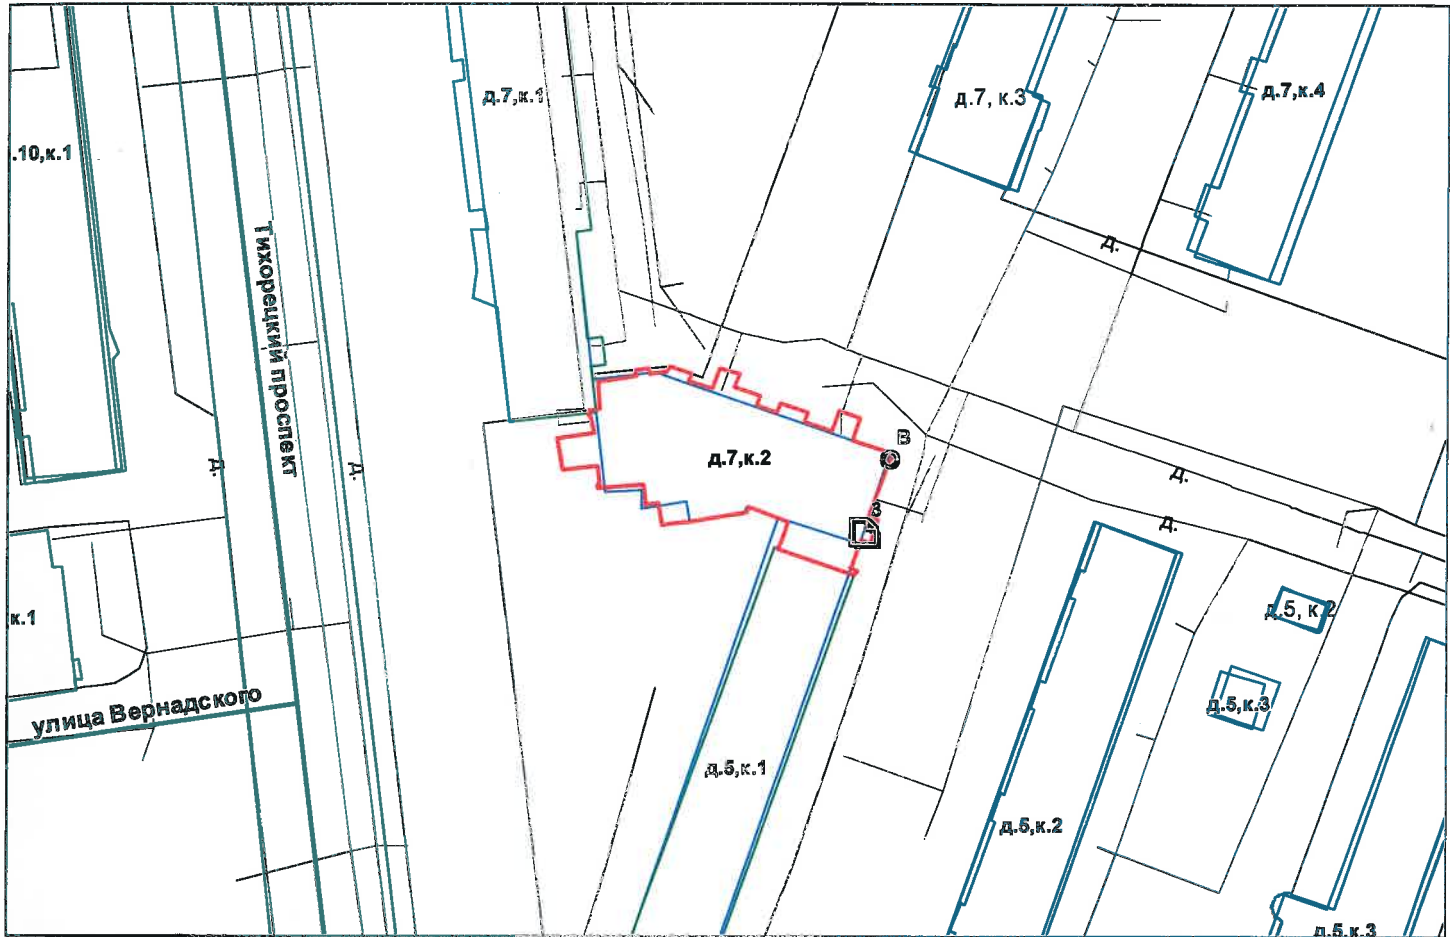 д.7,к.1
д.7, к.3
д.7,к.4
.10,к.1
Тихорецкий проспект
д.
д.
д.
В
д.7,к.2
д.
3
д.
д.5, к.2
к.1
улица Вернадского
д.5,к.3
д.5,к.1
д.5,к.2
д.5,к.3